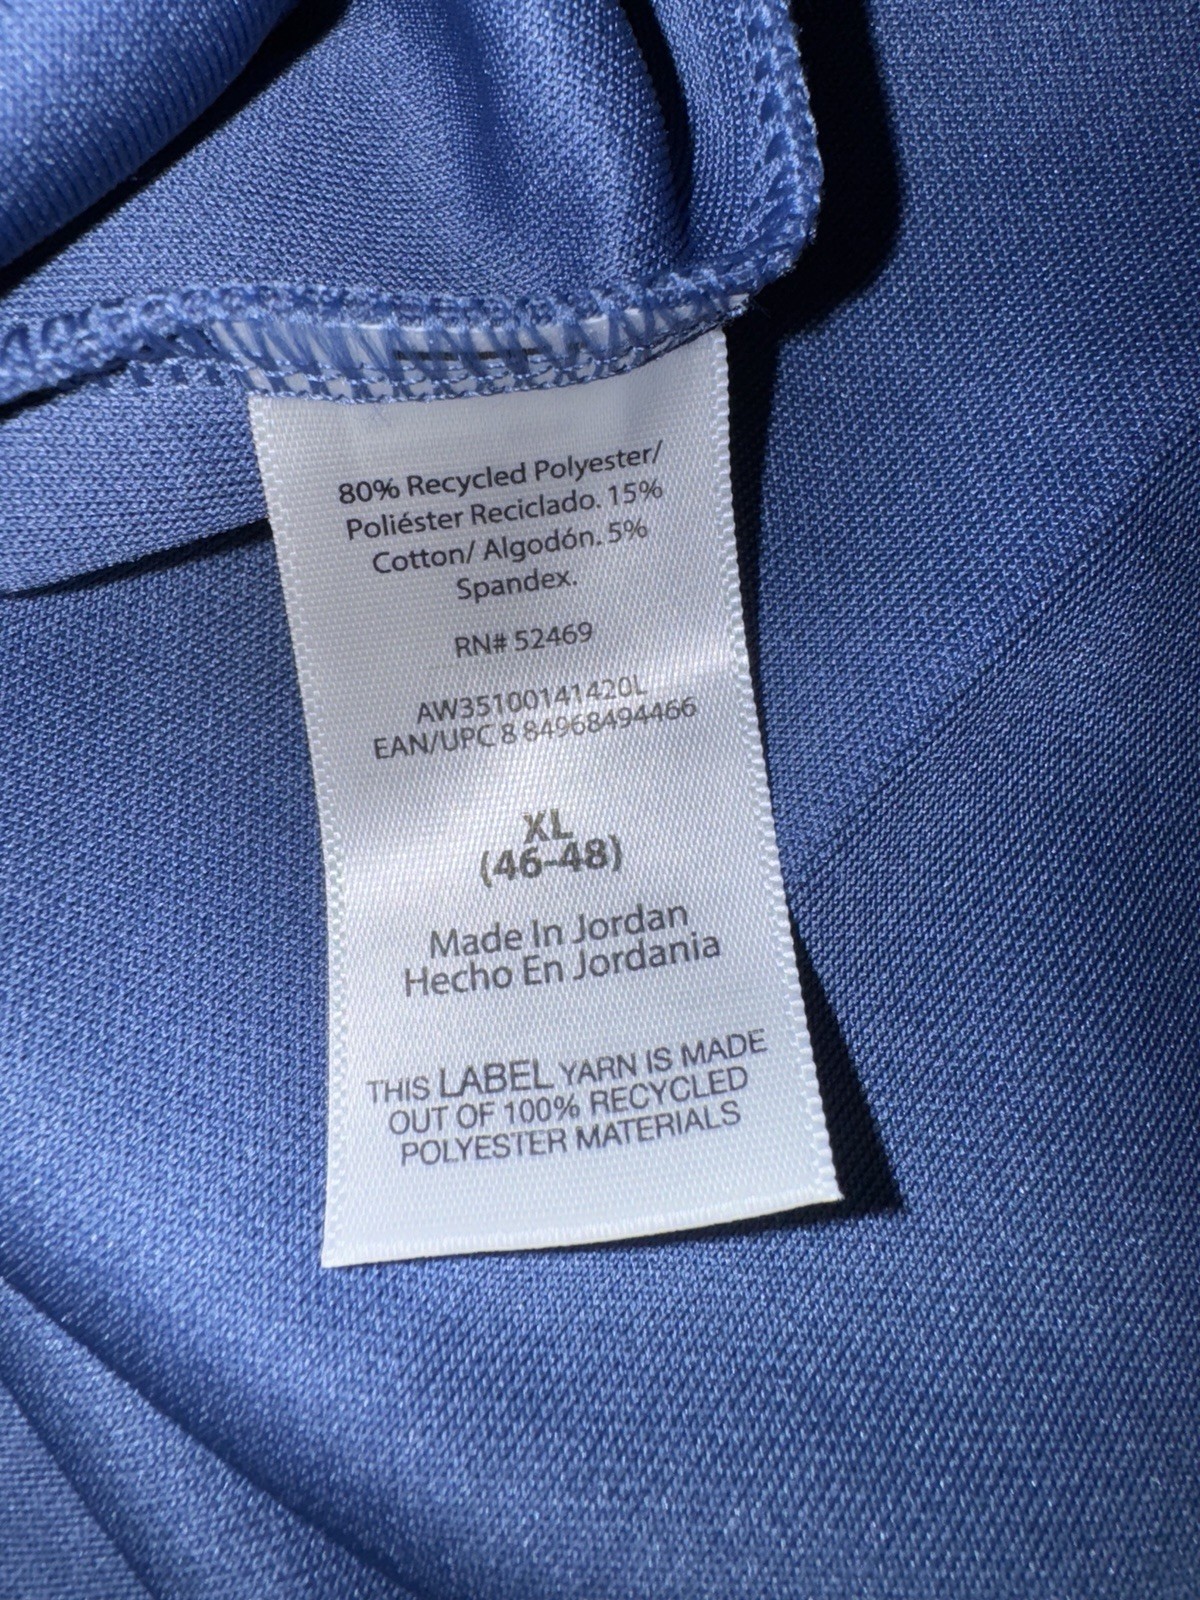 80% Recycled Polyester/
Poliéster Reciclado. 15%
Cotton/ Algodón. 5%
Spandex.
RN# 52469
AW35100141420L
EAN/UPC 8 84968494466
XL
(46-48)
Made In Jordan
Hecho En Jordania
THIS LABEL YARN IS MADE
OUT OF 100% RECYCLED
POLYESTER MATERIALS